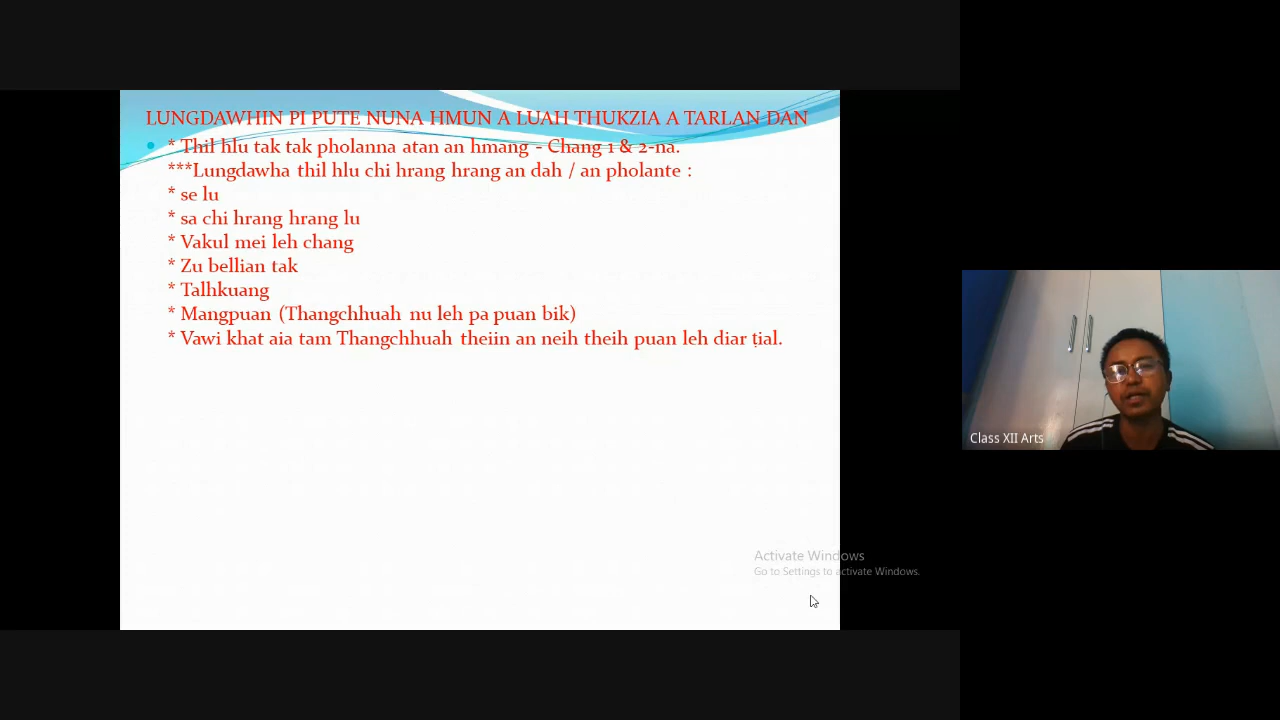 LUNGDAWHIN PI PUTE NUNA HMUN A LUAH THUKZIA A TARLAN DAN
* Thil hlu tak tak pholanna atan an hmang - Chang 1 & 2-na.
***Lungdawha thil hlu chi hrang hrang an dah / an pholante :
* se lu
* sa chi hrang hrang lu
* Vakul mei leh chang
* Zu bellian tak
* Talhkuang
* Mangpuan (Thangchhuah nu leh pa puan bik)
* Vawi khat aia tam Thangchhuah theiin an neih theih puan leh diar ṭial.
Class XII Arts
Activate Windows
Go to Settings to activate Windows.